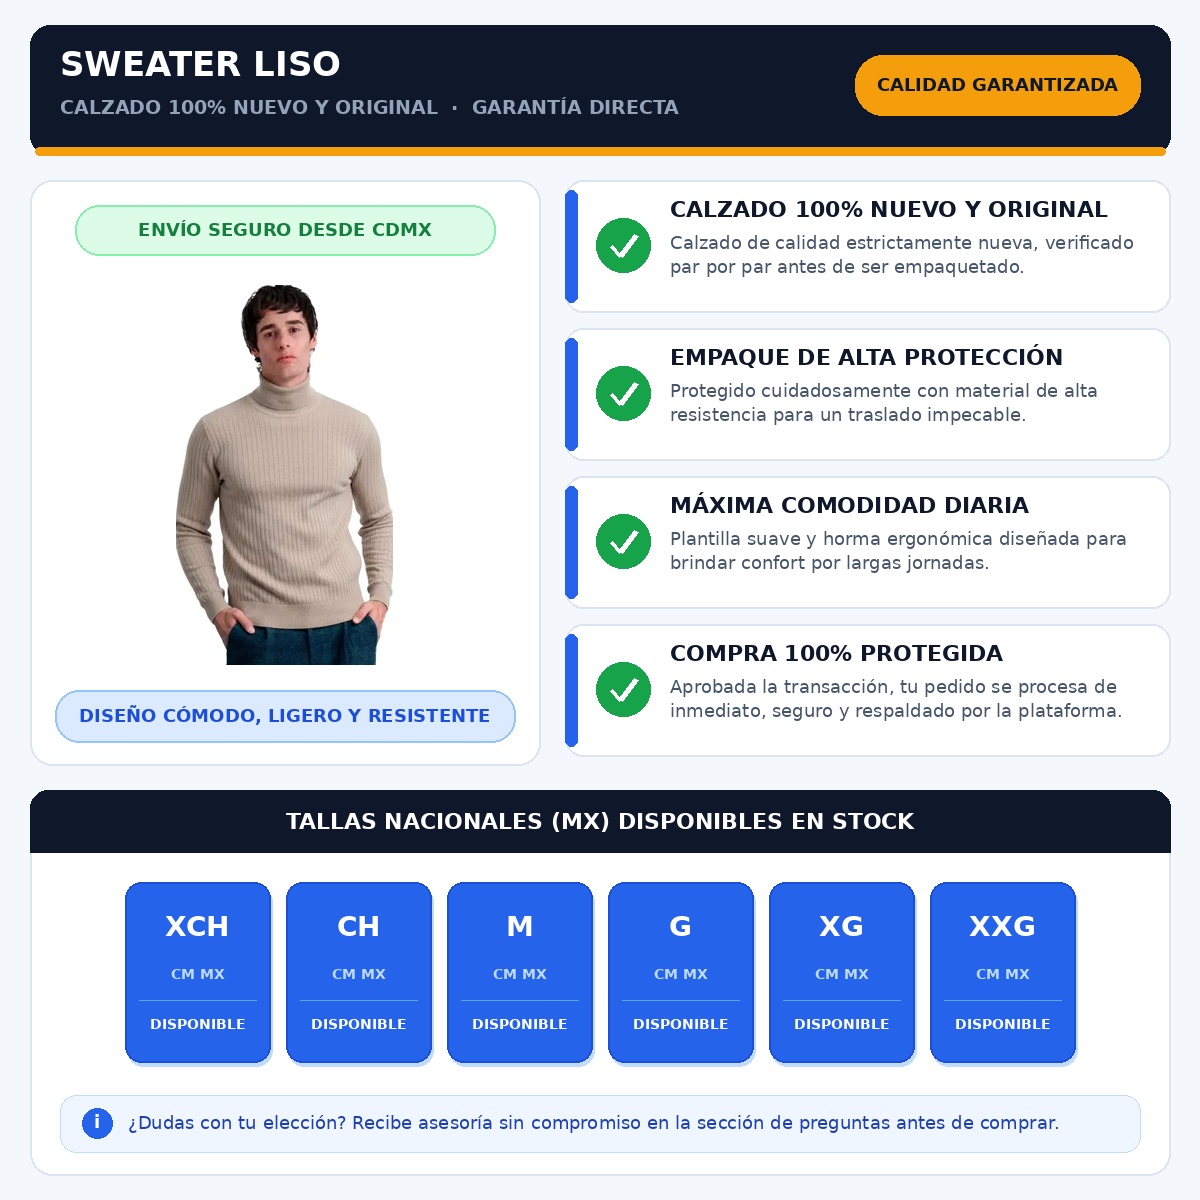 SWEATER LISO
CALZADO 100% NUEVO Y ORIGINAL · GARANTÍA DIRECTA
CALIDAD GARANTIZADA
ENVÍO SEGURO DESDE CDMX
DISEÑO CÓMODO, LIGERO Y RESISTENTE
CALZADO 100% NUEVO Y ORIGINAL
Calzado de calidad estrictamente nueva, verificado
par por par antes de ser empaquetado.
EMPAQUE DE ALTA PROTECCIÓN
Protegido cuidadosamente con material de alta
resistencia para un traslado impecable.
MÁXIMA COMODIDAD DIARIA
Plantilla suave y horma ergonómica diseñada para
brindar confort por largas jornadas.
COMPRA 100% PROTEGIDA
Aprobada la transacción, tu pedido se procesa de
inmediato, seguro y respaldado por la plataforma.
TALLAS NACIONALES (MX) DISPONIBLES EN STOCK
XCH
CM MX
DISPONIBLE
CH
CM MX
DISPONIBLE
M
CM MX
DISPONIBLE
G
CM MX
DISPONIBLE
XG
CM MX
DISPONIBLE
XXG
CM MX
DISPONIBLE
i ¿Dudas con tu elección? Recibe asesoría sin compromiso en la sección de preguntas antes de comprar.